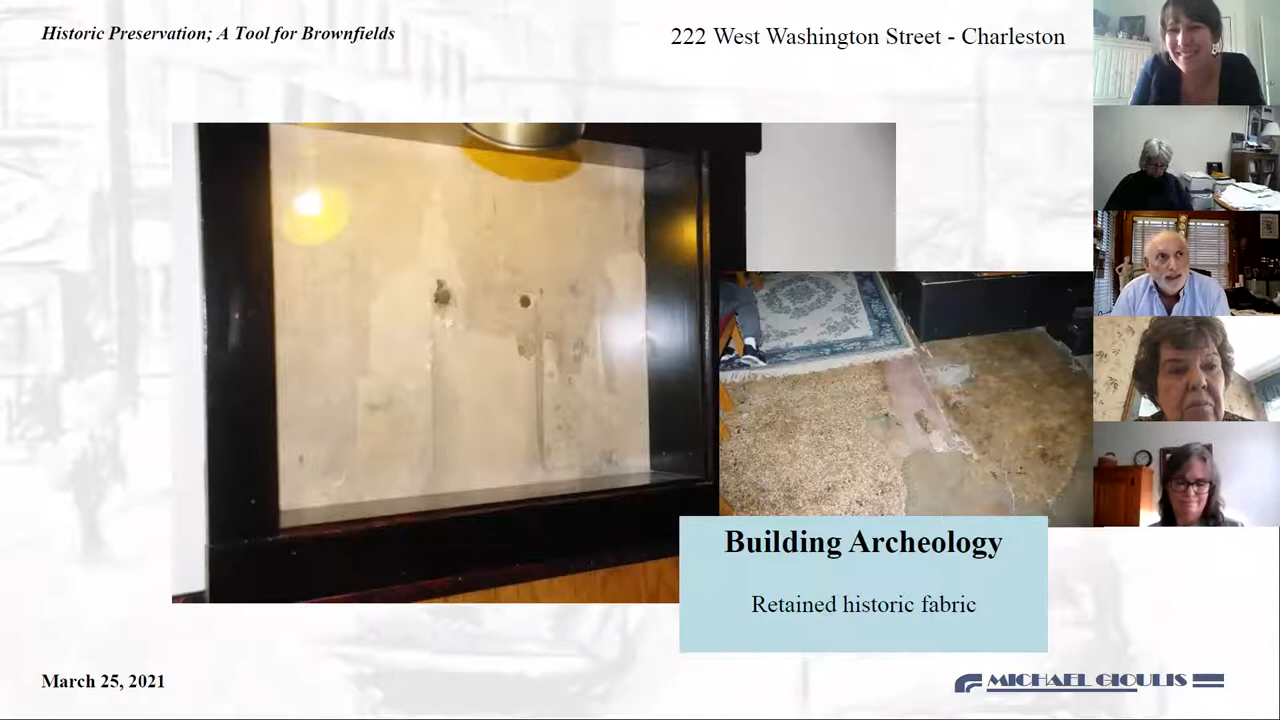 Historic Preservation; A Tool for Brownfields
222 West Washington Street - Charleston
Building Archeology
Retained historic fabric
March 25, 2021
MICHAEL GIOULIS